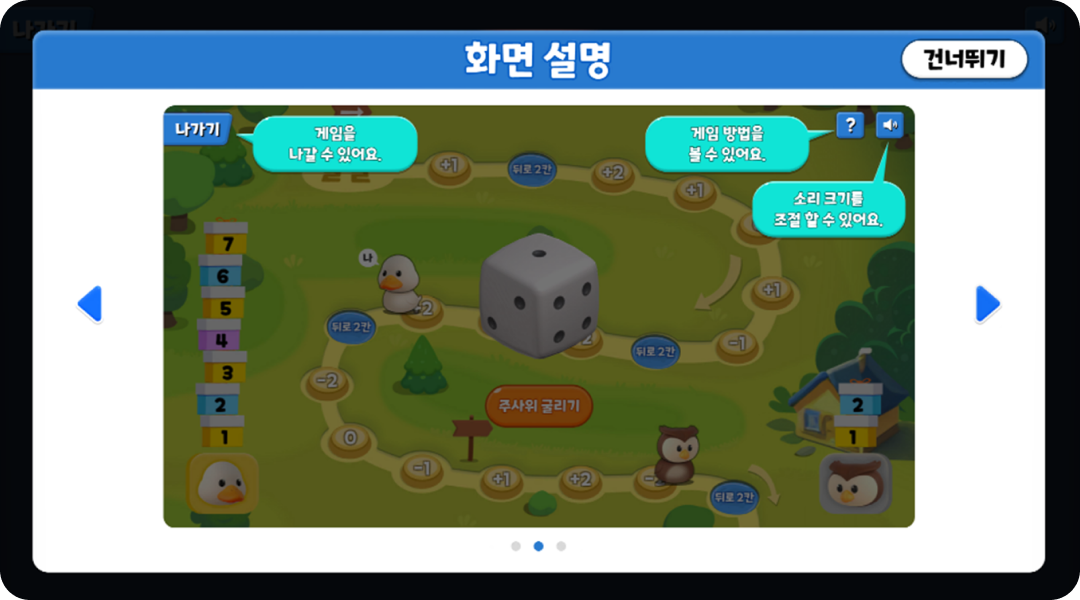 나가기
화면 설명
건너뛰기
나가기
게임을
나갈 수 있어요.
게임 방법을
볼 수 있어요.
?
소리 크기를
조절 할 수 있어요.
+1
뒤로 2칸
+2
+1
+1
-1
뒤로 2칸
2
나
-2
뒤로 2칸
-2
0
-1
+1
+2
뒤로 2칸
주사위 굴리기
7
6
5
4
3
2
1
2
1